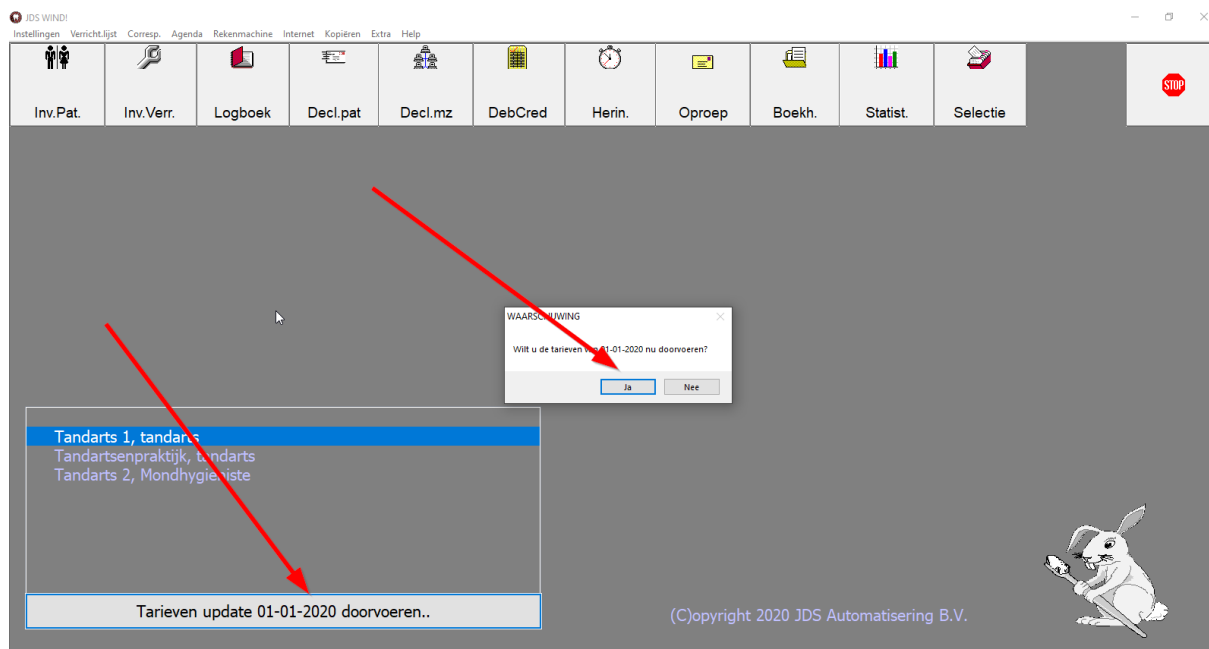 JDS WIND!
Instellingen Verricht.lijst Corresp. Agenda Rekenmachine Internet Kopiëren Extra Help
Inv.Pat. Inv.Verr. Logboek Decl.pat Decl.mz DebCred Herin. Oproep Boekh. Statist. Selectie STOP
WAARSCHUWING
Wilt u de tarieven van 01-01-2020 nu doorvoeren?
Ja Nee
Tandarts 1, tandarts
Tandartsenpraktijk, tandarts
Tandarts 2, Mondhygieniste
Tarieven update 01-01-2020 doorvoeren..
(C)opyright 2020 JDS Automatisering B.V.